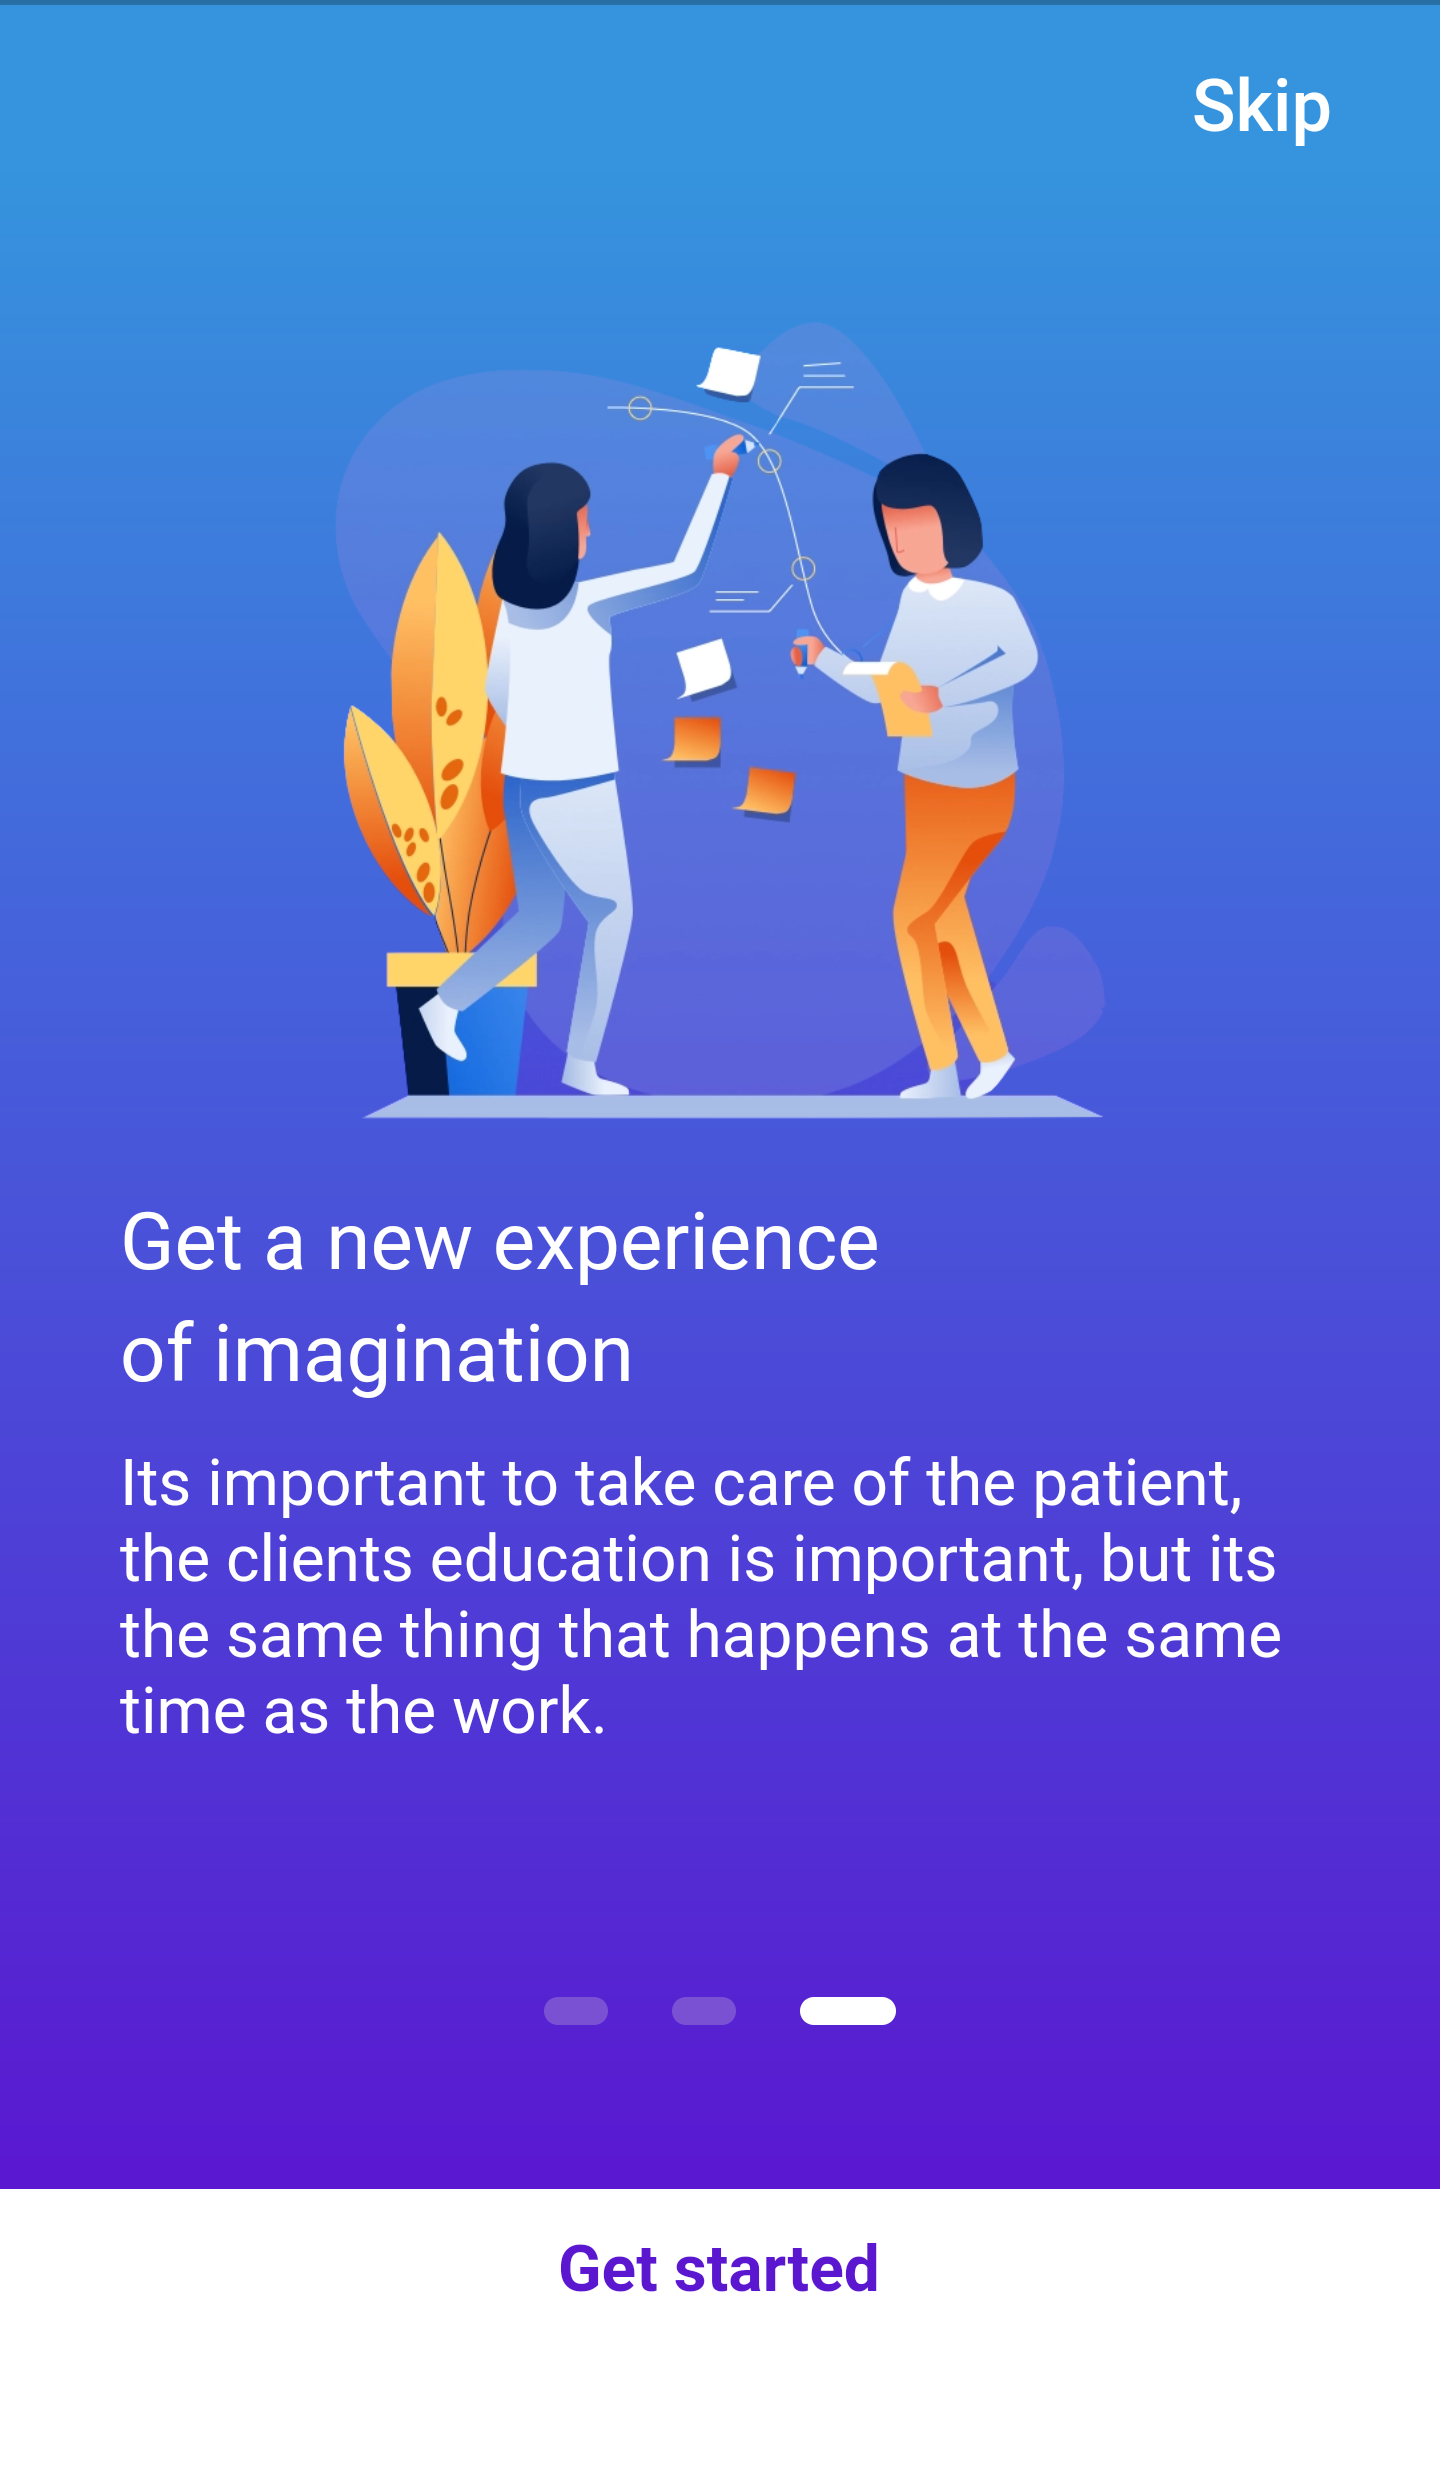 Skip
Get a new experience
of imagination
Its important to take care of the patient,
the clients education is important, but its
the same thing that happens at the same
time as the work.
Get started